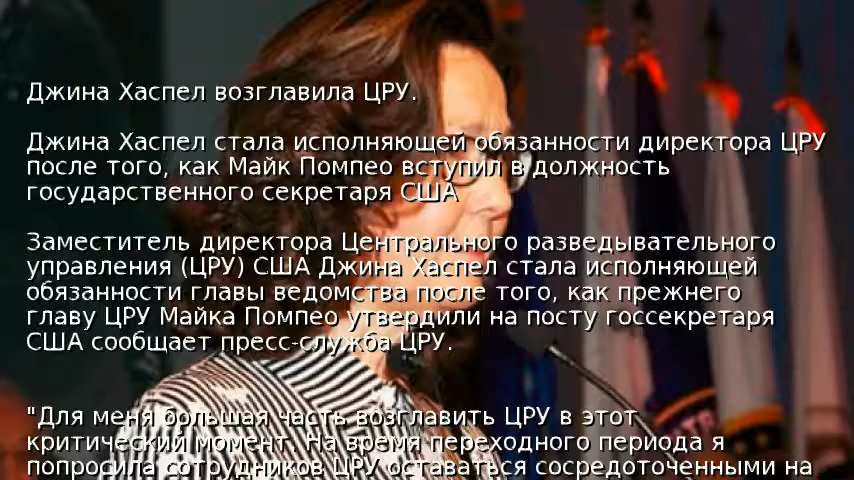 Джина Хаспел возглавила ЦРУ.
Джина Хаспел стала исполняющей обязанности директора ЦРУ
после того, как Майк Помпео вступил в должность
государственного секретаря США
Заместитель директора Центрального разведывательного
управления (ЦРУ) США Джина Хаспел стала исполняющей
обязанности главы ведомства после того, как прежнего
главу ЦРУ Майка Помпео утвердили на посту госсекретаря
США сообщает пресс-служба ЦРУ.
"Для меня большая часть возглавить ЦРУ в этот
критический момент. На время переходного периода я
попросила сотрудников ЦРУ оставаться сосредоточенными на